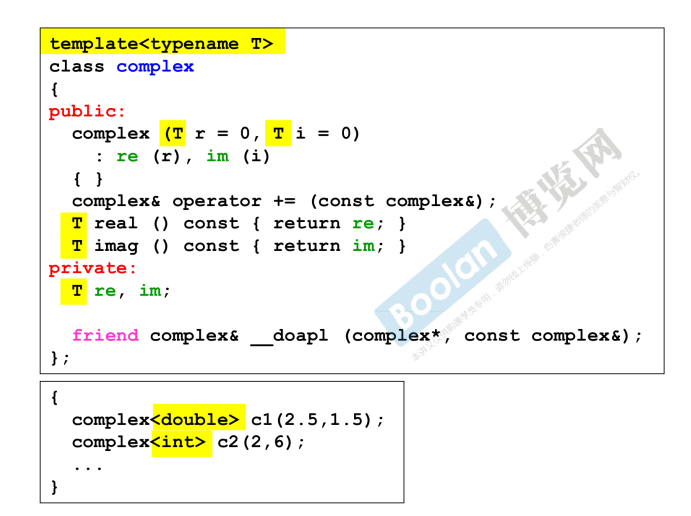 template<typename T>
class complex
{
public:
  complex (T r = 0, T i = 0)
    : re (r), im (i)
  { }
  complex& operator += (const complex&);
  T real () const { return re; }
  T imag () const { return im; }
private:
  T re, im;
  friend complex& __doapl (complex*, const complex&);
};
Boolan 博览网
{
  complex<double> c1(2.5,1.5);
  complex<int> c2(2,6);
  ...
}